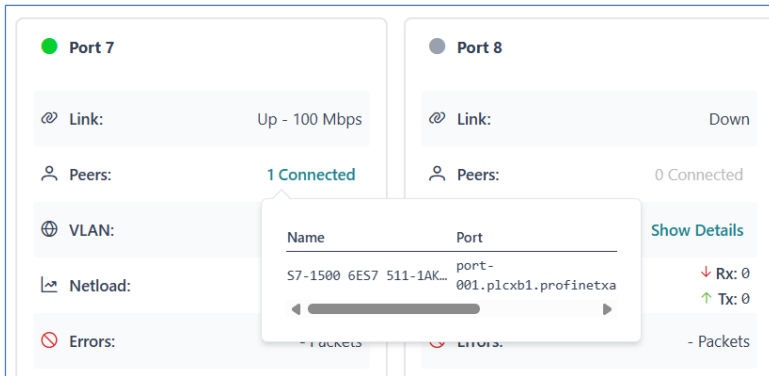 Port 7
Port 8
Link: Up - 100 Mbps
Link: Down
Peers: 1 Connected
Peers: 0 Connected
VLAN:
Show Details
Name Port
S7-1500 6ES7 511-1AK… port-
001.plcxb1.profinetxa
Netload:
Rx: 0
Tx: 0
Errors: - Packets
Errors: - Packets